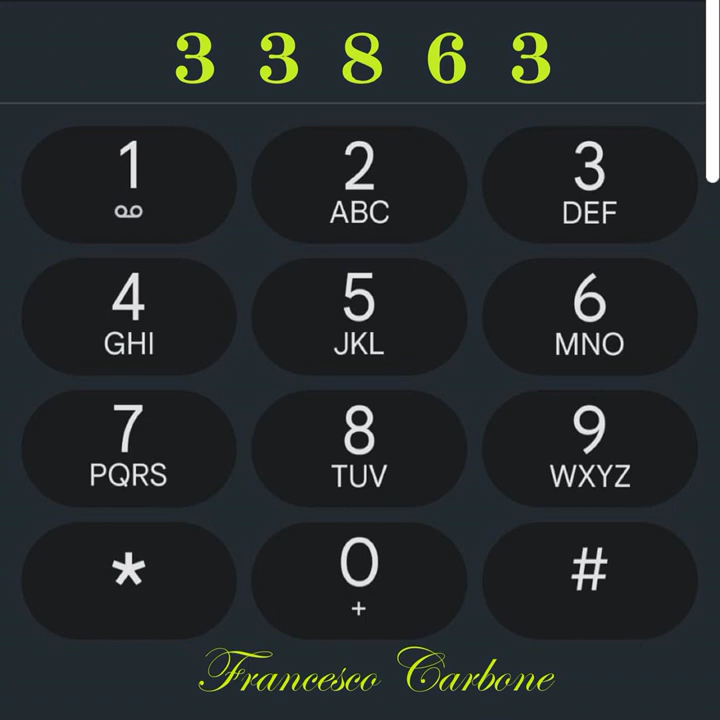 3 3 8 6 3
1 2 3
ABC DEF
4 5 6
GHI JKL MNO
7 8 9
PQRS TUV WXYZ
* 0 #
+
Francesco Carbone